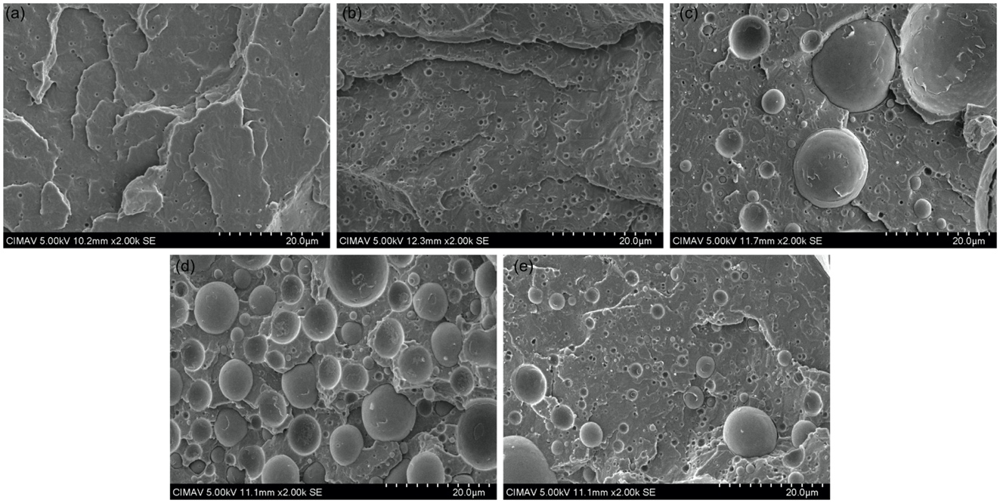 (a)
CIMAV 5.00kV 10.2mm x2.00k SE 20.0µm
(b)
CIMAV 5.00kV 12.3mm x2.00k SE 20.0µm
(c)
CIMAV 5.00kV 11.7mm x2.00k SE 20.0µm
(d)
CIMAV 5.00kV 11.1mm x2.00k SE 20.0µm
(e)
CIMAV 5.00kV 11.1mm x2.00k SE 20.0µm